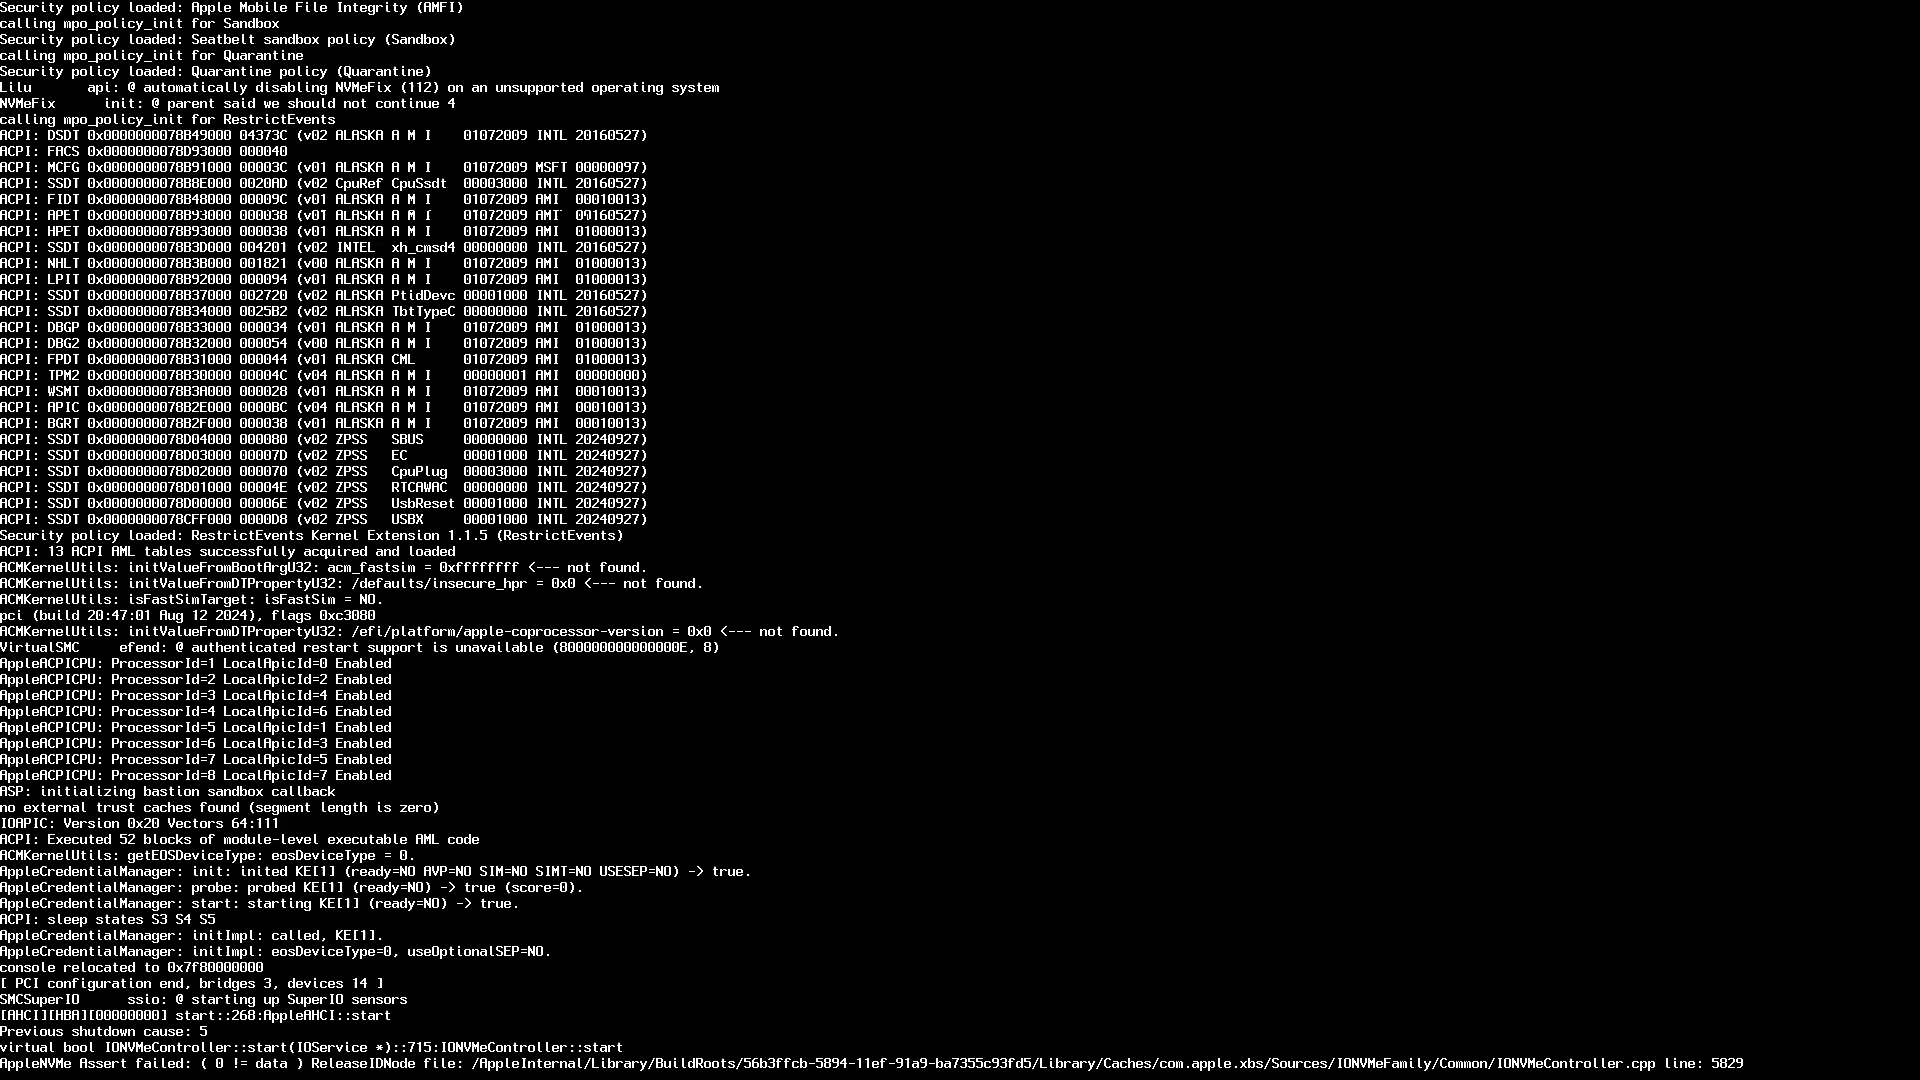 Security policy loaded: Apple Mobile File Integrity (AMFI)
calling mpo_policy_init for Sandbox
Security policy loaded: Seatbelt sandbox policy (Sandbox)
calling mpo_policy_init for Quarantine
Security policy loaded: Quarantine policy (Quarantine)
Lilu       api: @ automatically disabling NVMeFix (112) on an unsupported operating system
NVMeFix      init: @ parent said we should not continue 4
calling mpo_policy_init for RestrictEvents
ACPI: DSDT 0x0000000078B49000 04373C (v02 ALASKA A M I    01072009 INTL 20160527)
ACPI: FACS 0x0000000078D93000 000040
ACPI: MCFG 0x0000000078B91000 00003C (v01 ALASKA A M I    01072009 MSFT 00000097)
ACPI: SSDT 0x0000000078B8E000 0020AD (v02 CpuRef CpuSsdt  00003000 INTL 20160527)
ACPI: FIDT 0x0000000078B48000 00009C (v01 ALASKA A M I    01072009 AMI  00010013)
ACPI: APET 0x0000000078B93000 000038 (v01 ALASKA A M I    01072009 AMI  00160527)
ACPI: HPET 0x0000000078B93000 000038 (v01 ALASKA A M I    01072009 AMI  01000013)
ACPI: SSDT 0x0000000078B3D000 004201 (v02 INTEL  xh_cmsd4 00000000 INTL 20160527)
ACPI: NHLT 0x0000000078B3B000 001821 (v00 ALASKA A M I    01072009 AMI  01000013)
ACPI: LPIT 0x0000000078B92000 000094 (v01 ALASKA A M I    01072009 AMI  01000013)
ACPI: SSDT 0x0000000078B37000 002720 (v02 ALASKA PtidDevc 00001000 INTL 20160527)
ACPI: SSDT 0x0000000078B34000 0025B2 (v02 ALASKA TbtTypeC 00000000 INTL 20160527)
ACPI: DBGP 0x0000000078B33000 000034 (v01 ALASKA A M I    01072009 AMI  01000013)
ACPI: DBG2 0x0000000078B32000 000054 (v00 ALASKA A M I    01072009 AMI  01000013)
ACPI: FPDT 0x0000000078B31000 000044 (v01 ALASKA CML      01072009 AMI  01000013)
ACPI: TPM2 0x0000000078B30000 00004C (v04 ALASKA A M I    00000001 AMI  00000000)
ACPI: WSMT 0x0000000078B3A000 000028 (v01 ALASKA A M I    01072009 AMI  00010013)
ACPI: APIC 0x0000000078B2E000 0000BC (v04 ALASKA A M I    01072009 AMI  00010013)
ACPI: BGRT 0x0000000078B2F000 000038 (v01 ALASKA A M I    01072009 AMI  00010013)
ACPI: SSDT 0x0000000078D04000 000080 (v02 ZPSS   SBUS     00000000 INTL 20240927)
ACPI: SSDT 0x0000000078D03000 00007D (v02 ZPSS   EC       00001000 INTL 20240927)
ACPI: SSDT 0x0000000078D02000 000070 (v02 ZPSS   CpuPlug  00003000 INTL 20240927)
ACPI: SSDT 0x0000000078D01000 00004E (v02 ZPSS   RTCAWAC  00000000 INTL 20240927)
ACPI: SSDT 0x0000000078D00000 00006E (v02 ZPSS   UsbReset 00001000 INTL 20240927)
ACPI: SSDT 0x0000000078CFF000 0000D8 (v02 ZPSS   USBX     00001000 INTL 20240927)
Security policy loaded: RestrictEvents Kernel Extension 1.1.5 (RestrictEvents)
ACPI: 13 ACPI AML tables successfully acquired and loaded
ACMKernelUtils: initValueFromBootArgU32: acm_fastsim = 0xffffffff <--- not found.
ACMKernelUtils: initValueFromDTPropertyU32: /defaults/insecure_hpr = 0x0 <--- not found.
ACMKernelUtils: isFastSimTarget: isFastSim = NO.
pci (build 20:47:01 Aug 12 2024), flags 0xc3080
ACMKernelUtils: initValueFromDTPropertyU32: /efi/platform/apple-coprocessor-version = 0x0 <--- not found.
VirtualSMC     efend: @ authenticated restart support is unavailable (800000000000000E, 8)
AppleACPICPU: ProcessorId=1 LocalApicId=0 Enabled
AppleACPICPU: ProcessorId=2 LocalApicId=2 Enabled
AppleACPICPU: ProcessorId=3 LocalApicId=4 Enabled
AppleACPICPU: ProcessorId=4 LocalApicId=6 Enabled
AppleACPICPU: ProcessorId=5 LocalApicId=1 Enabled
AppleACPICPU: ProcessorId=6 LocalApicId=3 Enabled
AppleACPICPU: ProcessorId=7 LocalApicId=5 Enabled
AppleACPICPU: ProcessorId=8 LocalApicId=7 Enabled
ASP: initializing bastion sandbox callback
no external trust caches found (segment length is zero)
IOAPIC: Version 0x20 Vectors 64:111
ACPI: Executed 52 blocks of module-level executable AML code
ACMKernelUtils: getEOSDeviceType: eosDeviceType = 0.
AppleCredentialManager: init: inited KE[1] (ready=NO AVP=NO SIM=NO SIMT=NO USESEP=NO) -> true.
AppleCredentialManager: probe: probed KE[1] (ready=NO) -> true (score=0).
AppleCredentialManager: start: starting KE[1] (ready=NO) -> true.
ACPI: sleep states S3 S4 S5
AppleCredentialManager: initImpl: called, KE[1].
AppleCredentialManager: initImpl: eosDeviceType=0, useOptionalSEP=NO.
console relocated to 0x7f80000000
[ PCI configuration end, bridges 3, devices 14 ]
SMCSuperIO      ssio: @ starting up SuperIO sensors
[AHCI][HBA][00000000] start::268:AppleAHCI::start
Previous shutdown cause: 5
virtual bool IONVMeController::start(IOService *)::715:IONVMeController::start
AppleNVMe Assert failed: ( 0 != data ) ReleaseIDNode file: /AppleInternal/Library/BuildRoots/56b3ffcb-5894-11ef-91a9-ba7355c93fd5/Library/Caches/com.apple.xbs/Sources/IONVMeFamily/Common/IONVMeController.cpp line: 5829